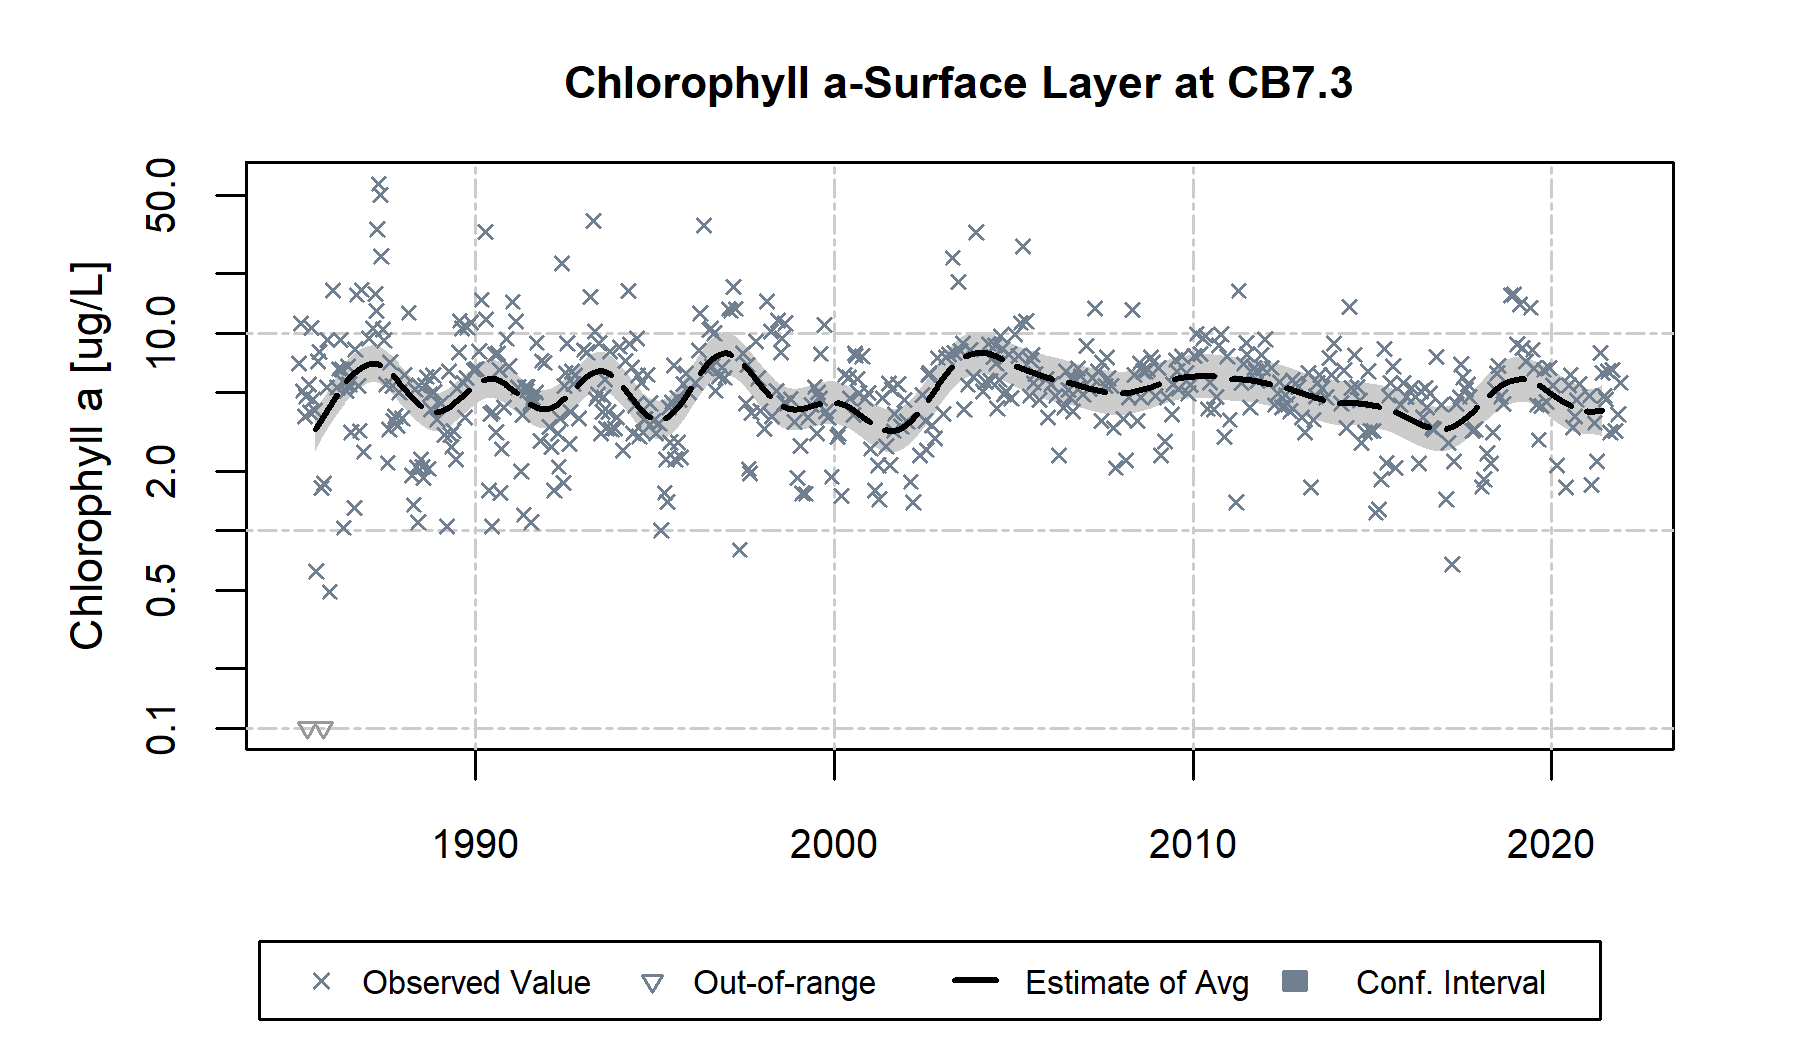 Chlorophyll a-Surface Layer at CB7.3
Chlorophyll a [ug/L]
50.0
10.0
2.0
0.5
0.1
1990 2000 2010 2020
Observed Value Out-of-range Estimate of Avg Conf. Interval